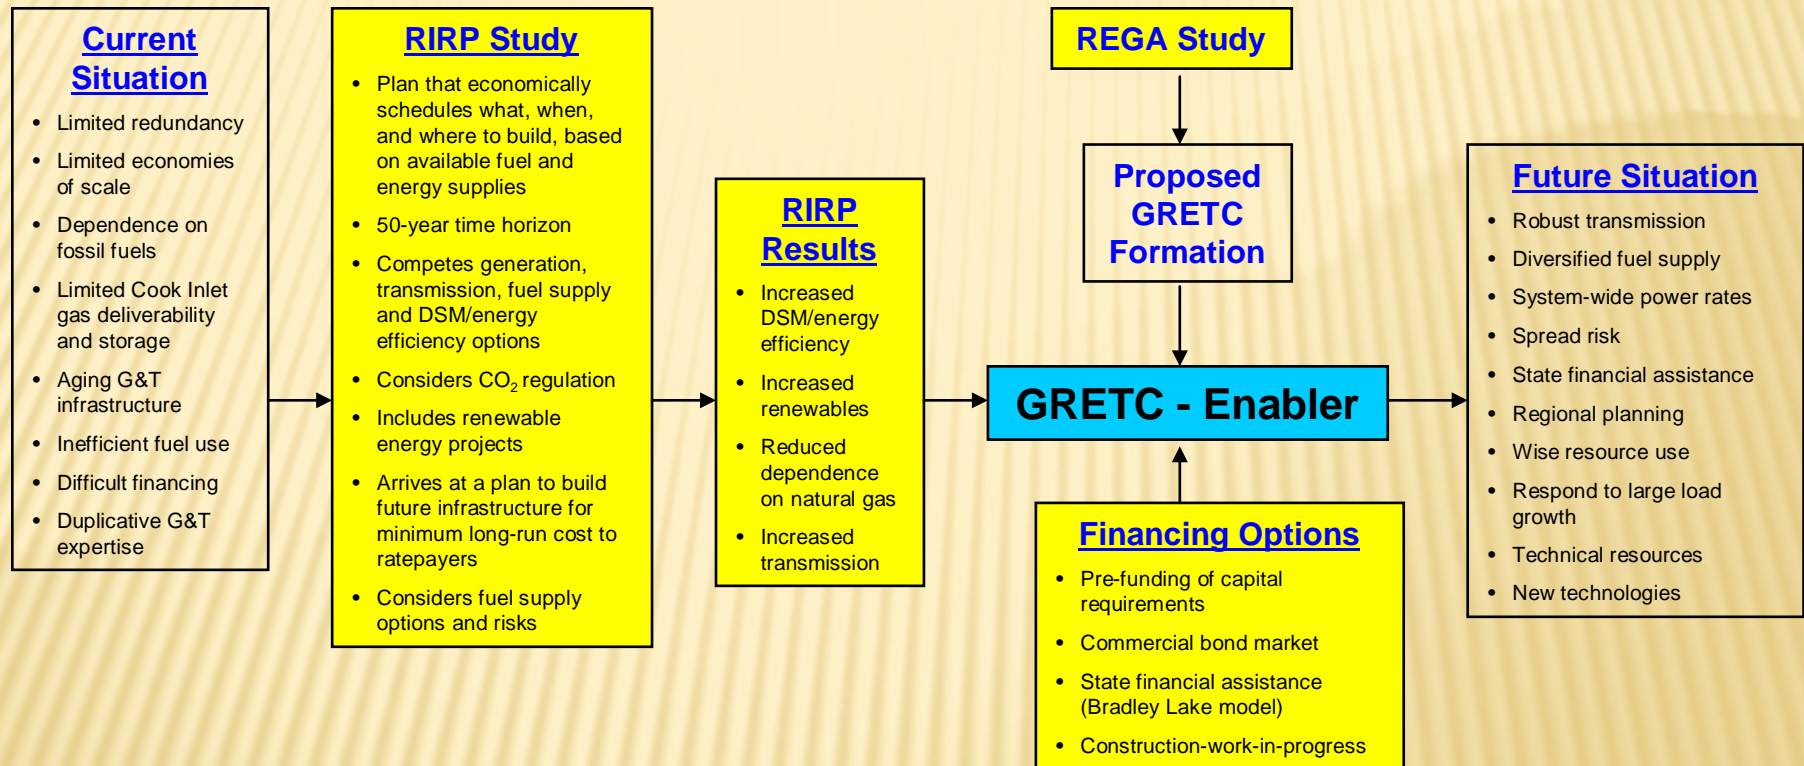 Current
Situation
• Limited redundancy
• Limited economies
of scale
• Dependence on
fossil fuels
• Limited Cook Inlet
gas deliverability
and storage
• Aging G&T
infrastructure
• Inefficient fuel use
• Difficult financing
• Duplicative G&T
expertise
RIRP Study
• Plan that economically
schedules what, when,
and where to build, based
on available fuel and
energy supplies
• 50-year time horizon
• Competes generation,
transmission, fuel supply
and DSM/energy
efficiency options
• Considers CO₂ regulation
• Includes renewable
energy projects
• Arrives at a plan to build
future infrastructure for
minimum long-run cost to
ratepayers
• Considers fuel supply
options and risks
RIRP
Results
• Increased
DSM/energy
efficiency
• Increased
renewables
• Reduced
dependence
on natural gas
• Increased
transmission
REGA Study
Proposed
GRETC
Formation
GRETC - Enabler
Financing Options
• Pre-funding of capital
requirements
• Commercial bond market
• State financial assistance
(Bradley Lake model)
• Construction-work-in-progress
Future Situation
• Robust transmission
• Diversified fuel supply
• System-wide power rates
• Spread risk
• State financial assistance
• Regional planning
• Wise resource use
• Respond to large load
growth
• Technical resources
• New technologies